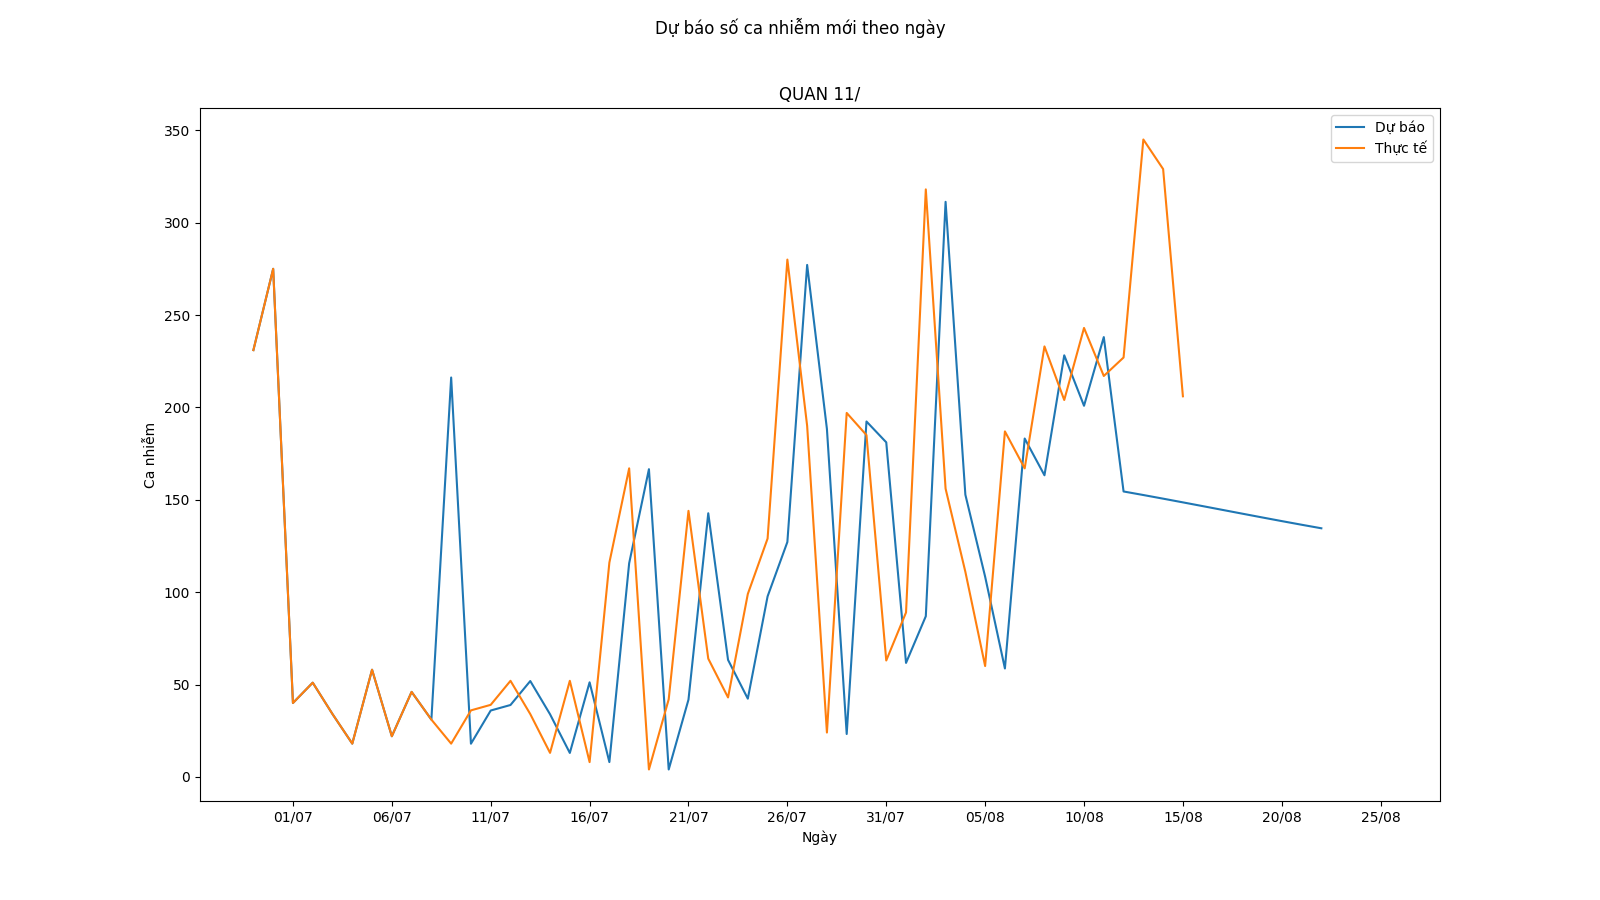 Dự báo số ca nhiễm mới theo ngày
QUAN 11/
Dự báo
Thực tế
350
300
250
200
150
100
50
0
Ca nhiễm
01/07 06/07 11/07 16/07 21/07 26/07 31/07 05/08 10/08 15/08 20/08 25/08
Ngày